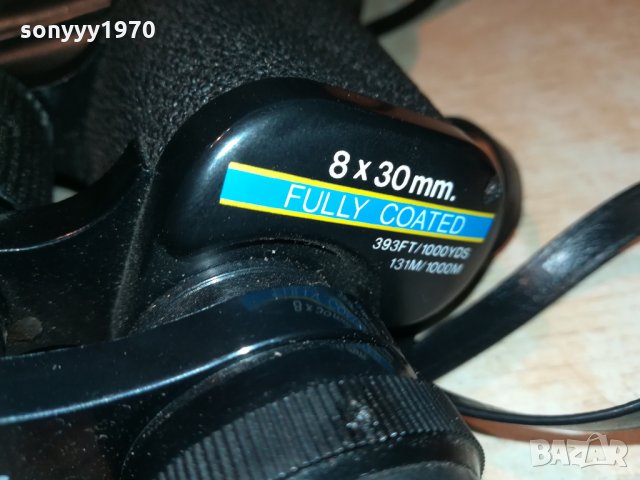 sonyyy1970
8 x 30mm.
FULLY COATED
393FT/1000YDS
131M/1000M
BAZAR